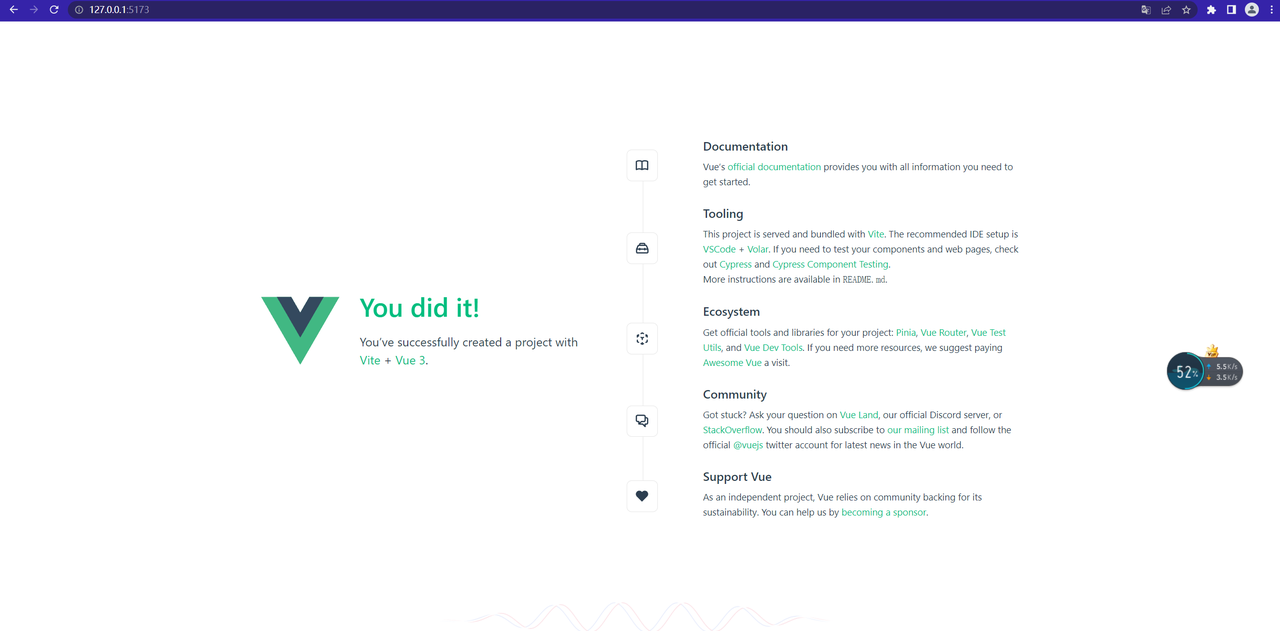 127.0.0.1:5173
You did it!
You've successfully created a project with
Vite + Vue 3.
Documentation
Vue's official documentation provides you with all information you need to
get started.
Tooling
This project is served and bundled with Vite. The recommended IDE setup is
VSCode + Volar. If you need to test your components and web pages, check
out Cypress and Cypress Component Testing.
More instructions are available in README.md.
Ecosystem
Get official tools and libraries for your project: Pinia, Vue Router, Vue Test
Utils, and Vue Dev Tools. If you need more resources, we suggest paying
Awesome Vue a visit.
Community
Got stuck? Ask your question on Vue Land, our official Discord server, or
StackOverflow. You should also subscribe to our mailing list and follow the
official @vuejs twitter account for latest news in the Vue world.
Support Vue
As an independent project, Vue relies on community backing for its
sustainability. You can help us by becoming a sponsor.
52%
5.5K/s
3.5K/s